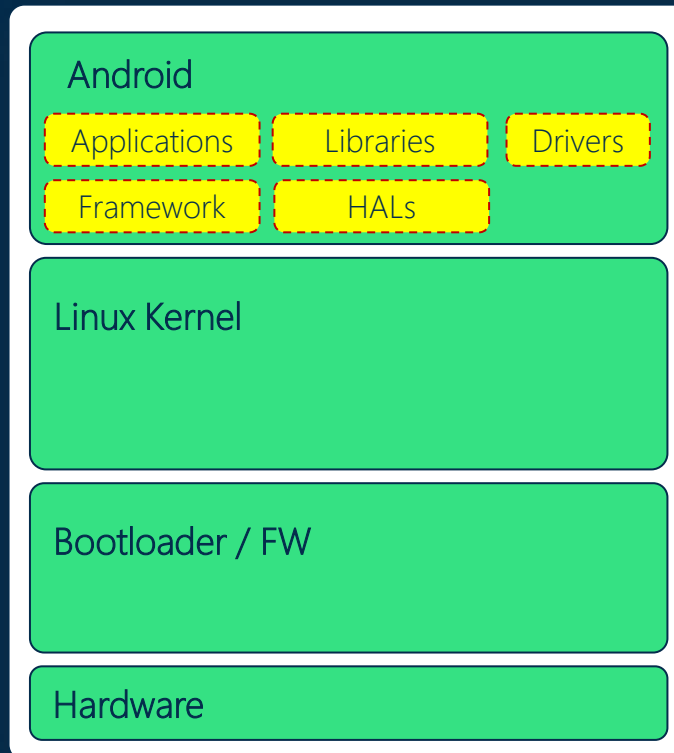 Android
Applications Libraries Drivers
Framework HALs
Linux Kernel
Bootloader / FW
Hardware